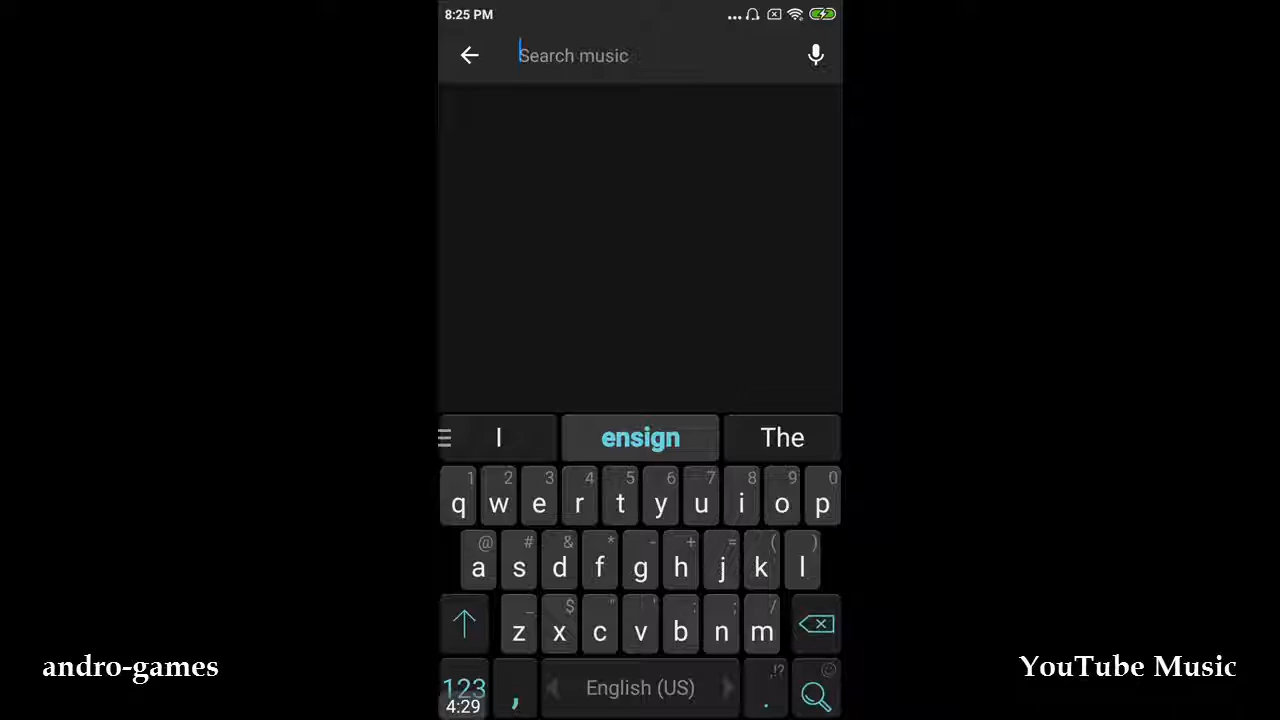 8:25 PM
Search music
I ensign The
1 2 3 4 5 6 7 8 9 0
q w e r t y u i o p
@ # & * - + = ( )
a s d f g h j k l
_ $ " ' : ; /
z x c v b n m
123 , English (US) ,!? .
4:29
andro-games
YouTube Music